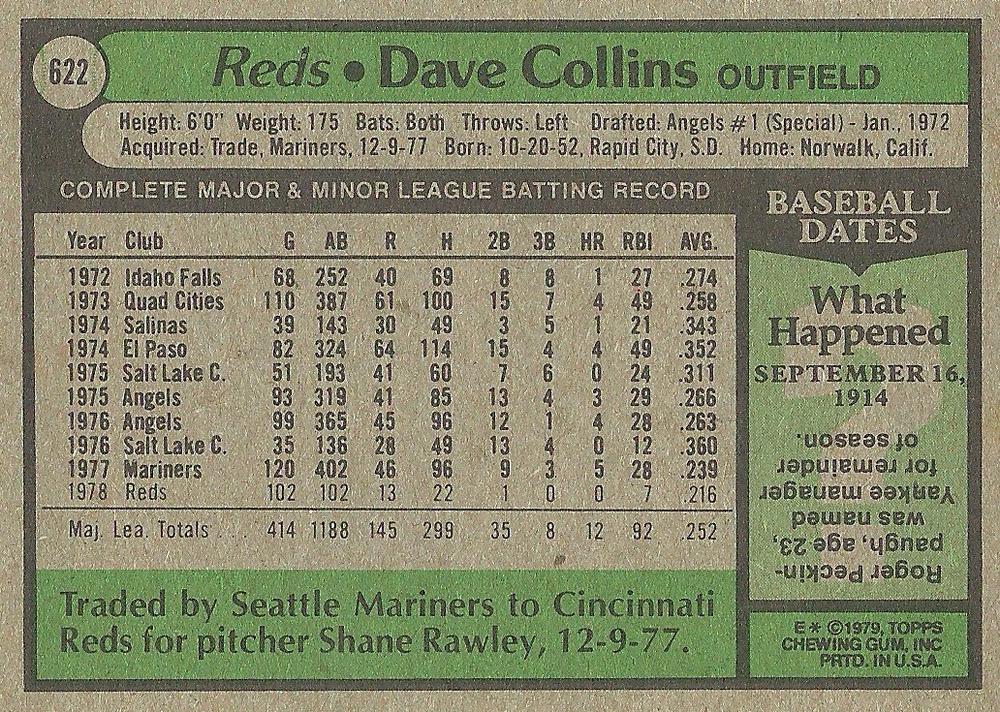 622
Reds • Dave Collins OUTFIELD
Height: 6'0" Weight: 175 Bats: Both Throws: Left Drafted: Angels #1 (Special) - Jan., 1972
Acquired: Trade, Mariners, 12-9-77 Born: 10-20-52, Rapid City, S.D. Home: Norwalk, Calif.
COMPLETE MAJOR & MINOR LEAGUE BATTING RECORD
Year Club G AB R H 2B 3B HR RBI AVG.
1972 Idaho Falls 68 252 40 69 8 8 1 27 .274
1973 Quad Cities 110 387 61 100 15 7 4 49 .258
1974 Salinas 39 143 30 49 3 5 1 21 .343
1974 El Paso 82 324 64 114 15 4 4 49 .352
1975 Salt Lake C. 51 193 41 60 7 6 0 24 .311
1975 Angels 93 319 41 85 13 4 3 29 .266
1976 Angels 99 365 45 96 12 1 4 28 .263
1976 Salt Lake C. 35 136 28 49 13 4 0 12 .360
1977 Mariners 120 402 46 96 9 3 5 28 .239
1978 Reds 102 102 13 22 1 0 0 7 .216
Maj. Lea. Totals . . . 414 1188 145 299 35 8 12 92 .252
Traded by Seattle Mariners to Cincinnati
Reds for pitcher Shane Rawley, 12-9-77.
BASEBALL
DATES
What
Happened
SEPTEMBER 16,
1914
Roger Peckin-
paugh, age 23,
was named
Yankee manager
for remainder
of season.
E * ©1979, TOPPS
CHEWING GUM, INC
PRTD. IN U.S.A.